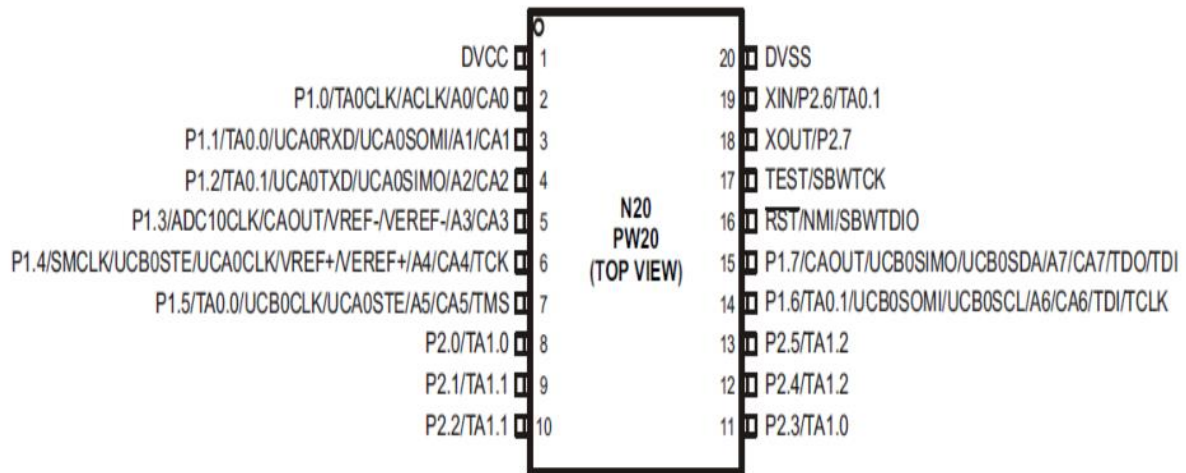 DVCC 1
P1.0/TA0CLK/ACLK/A0/CA0 2
P1.1/TA0.0/UCA0RXD/UCA0SOMI/A1/CA1 3
P1.2/TA0.1/UCA0TXD/UCA0SIMO/A2/CA2 4
P1.3/ADC10CLK/CAOUT/VREF-/VEREF-/A3/CA3 5
P1.4/SMCLK/UCB0STE/UCA0CLK/VREF+/VEREF+/A4/CA4/TCK 6
P1.5/TA0.0/UCB0CLK/UCA0STE/A5/CA5/TMS 7
P2.0/TA1.0 8
P2.1/TA1.1 9
P2.2/TA1.1 10
N20
PW20
(TOP VIEW)
20 DVSS
19 XIN/P2.6/TA0.1
18 XOUT/P2.7
17 TEST/SBWTCK
16 RST/NMI/SBWTDIO
15 P1.7/CAOUT/UCB0SIMO/UCB0SDA/A7/CA7/TDO/TDI
14 P1.6/TA0.1/UCB0SOMI/UCB0SCL/A6/CA6/TDI/TCLK
13 P2.5/TA1.2
12 P2.4/TA1.2
11 P2.3/TA1.0